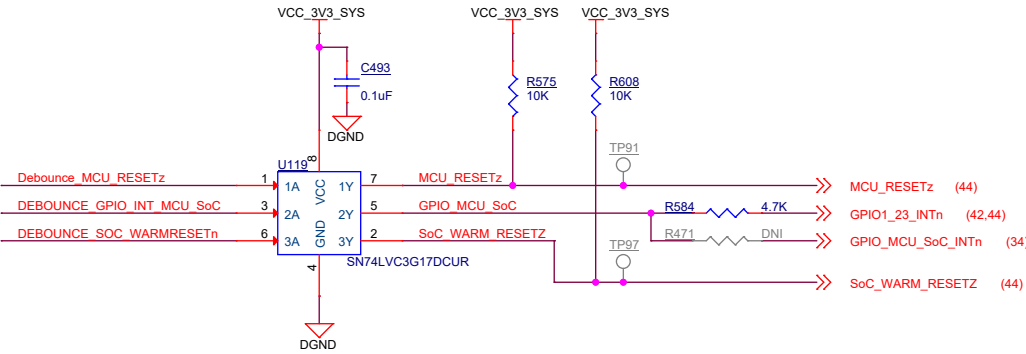 VCC_3V3_SYS VCC_3V3_SYS VCC_3V3_SYS
C493 R575 R608
0.1uF 10K 10K
DGND
U119 8 TP91
Debounce_MCU_RESETz 1 1A VCC 1Y 7 MCU_RESETz MCU_RESETz (44)
DEBOUNCE_GPIO_INT_MCU_SoC 3 2A 2Y 5 GPIO_MCU_SoC R584 4.7K GPIO1_23_INTn (42,44)
DEBOUNCE_SOC_WARMRESETn 6 3A GND 3Y 2 SoC_WARM_RESETZ R471 DNI GPIO_MCU_SoC_INTn (34
4 SN74LVC3G17DCUR TP97
SoC_WARM_RESETZ (44)
DGND